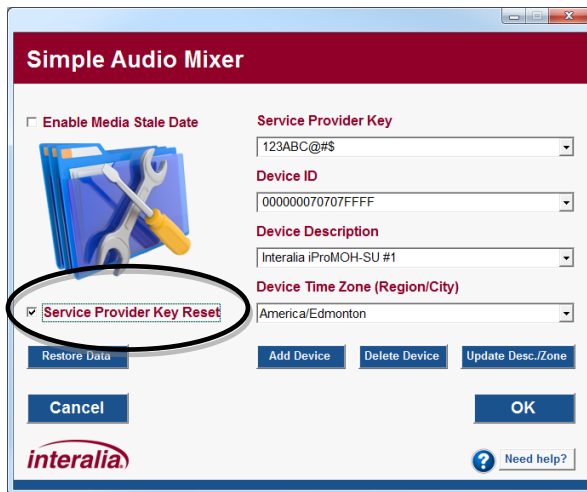 Simple Audio Mixer
Enable Media Stale Date
Service Provider Key
123ABC@#$
Device ID
000000070707FFFF
Device Description
Interalia iProMOH-SU #1
Device Time Zone (Region/City)
Service Provider Key Reset
America/Edmonton
Restore Data
Add Device
Delete Device
Update Desc./Zone
Cancel
OK
interalia
Need help?